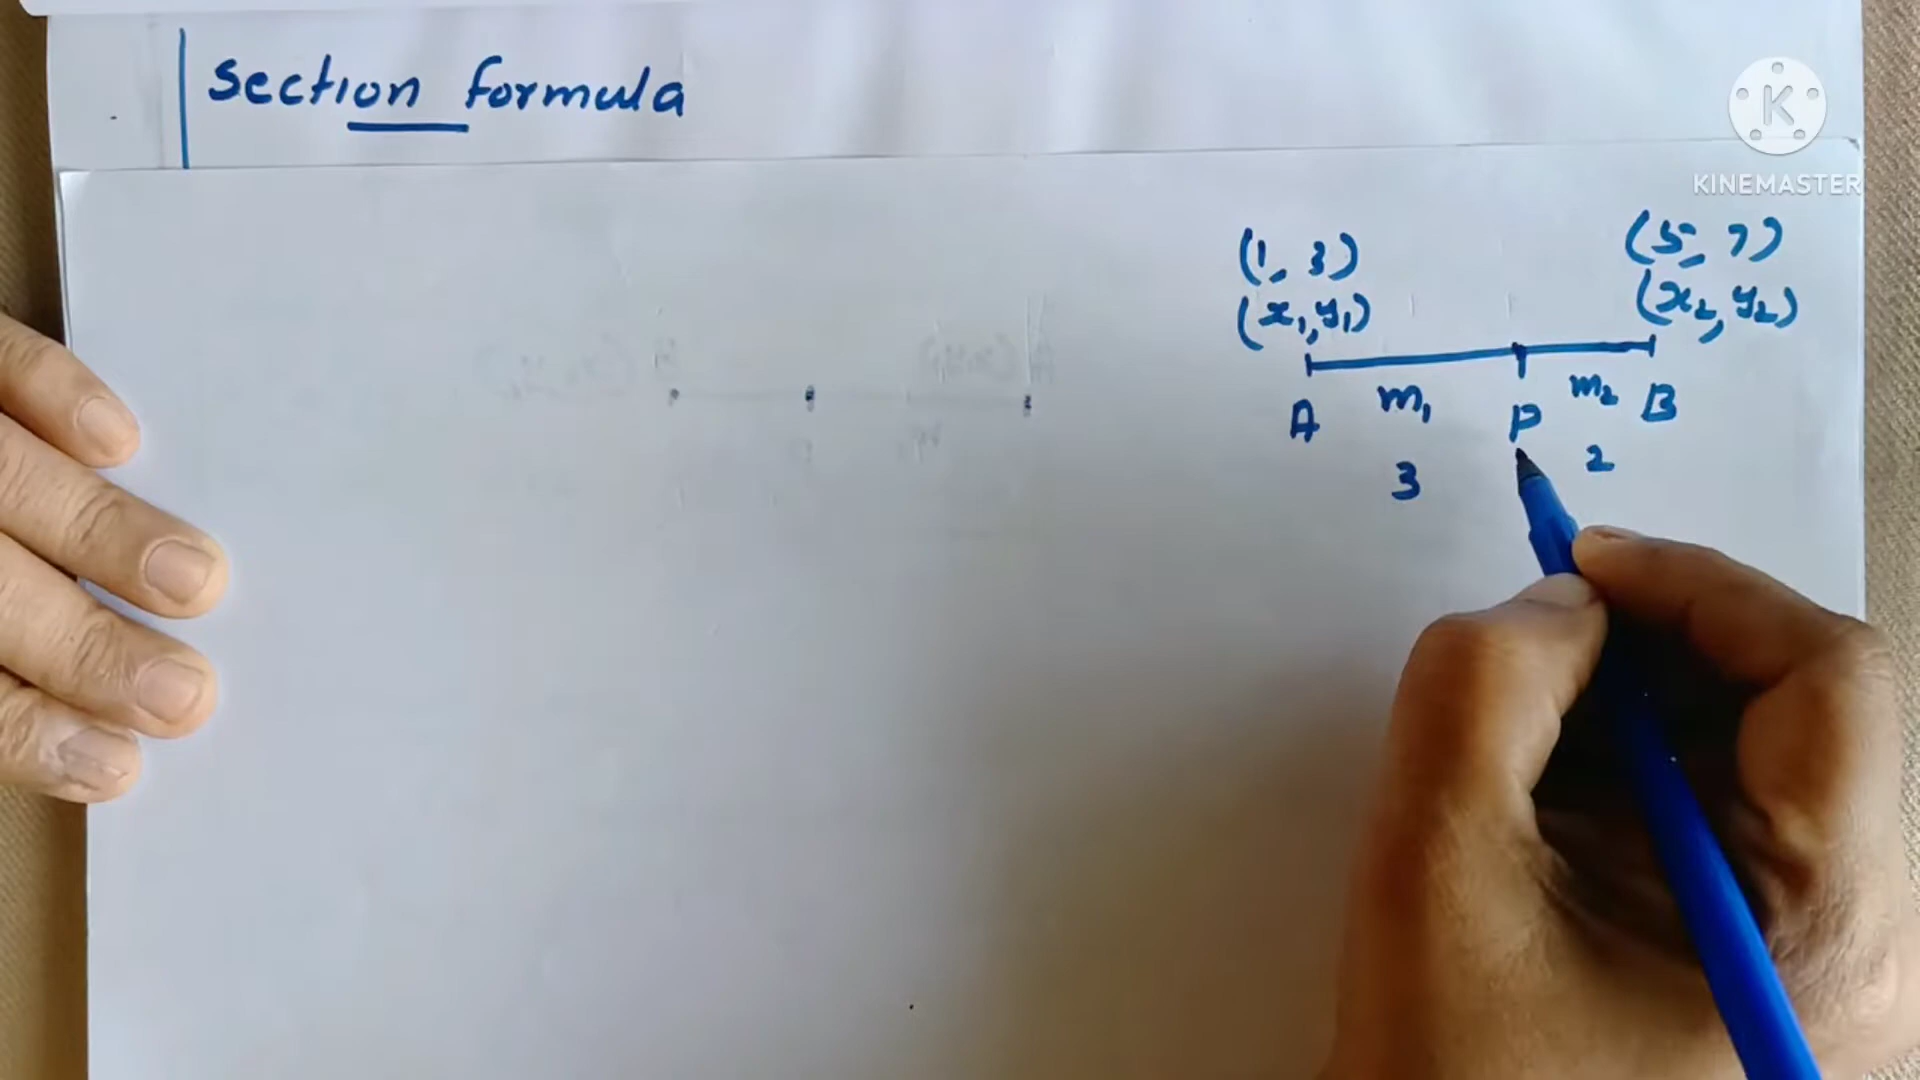 Section formula
K
KINEMASTER
(1, 3) (5, 7)
(x₁, y₁) (x₂, y₂)
A m₁ P m₂ B
3 2